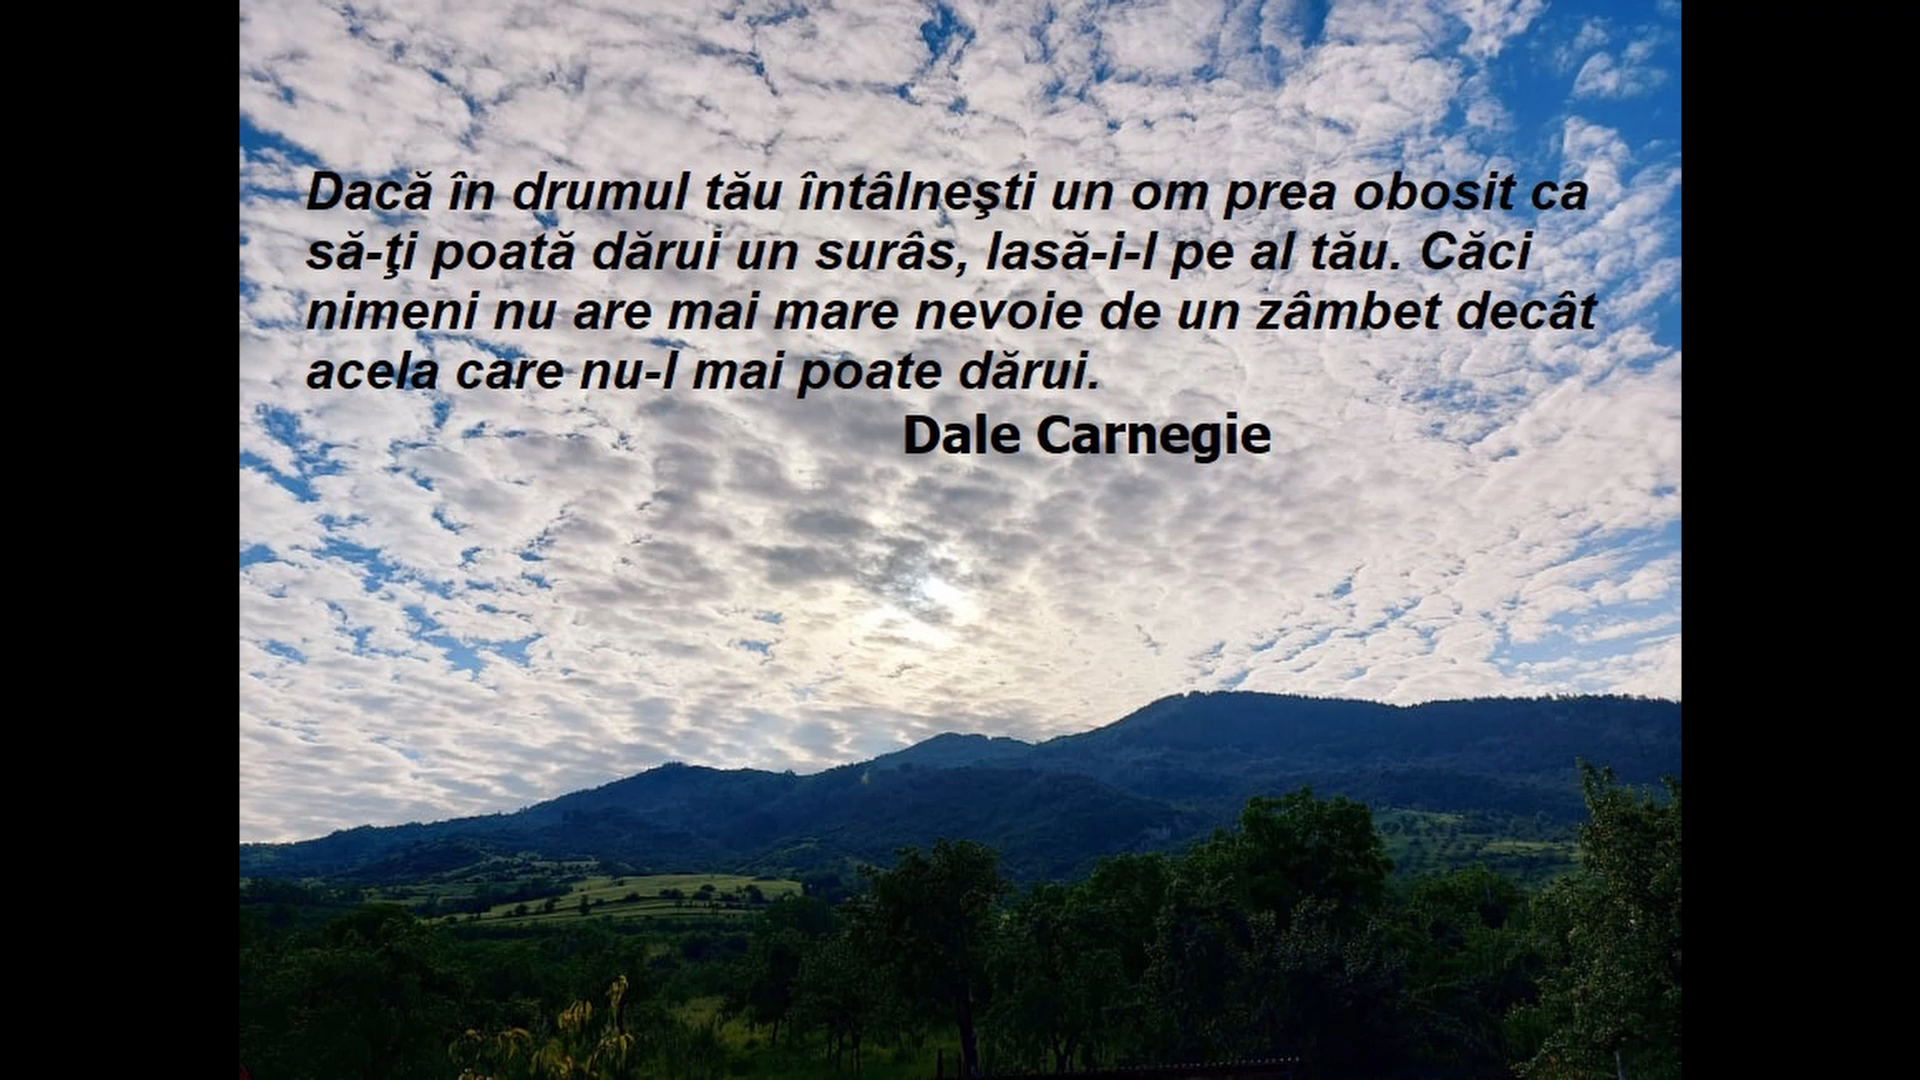 Dacă în drumul tău întâlneşti un om prea obosit ca
să-ţi poată dărui un surâs, lasă-i-l pe al tău. Căci
nimeni nu are mai mare nevoie de un zâmbet decât
acela care nu-l mai poate dărui.
Dale Carnegie